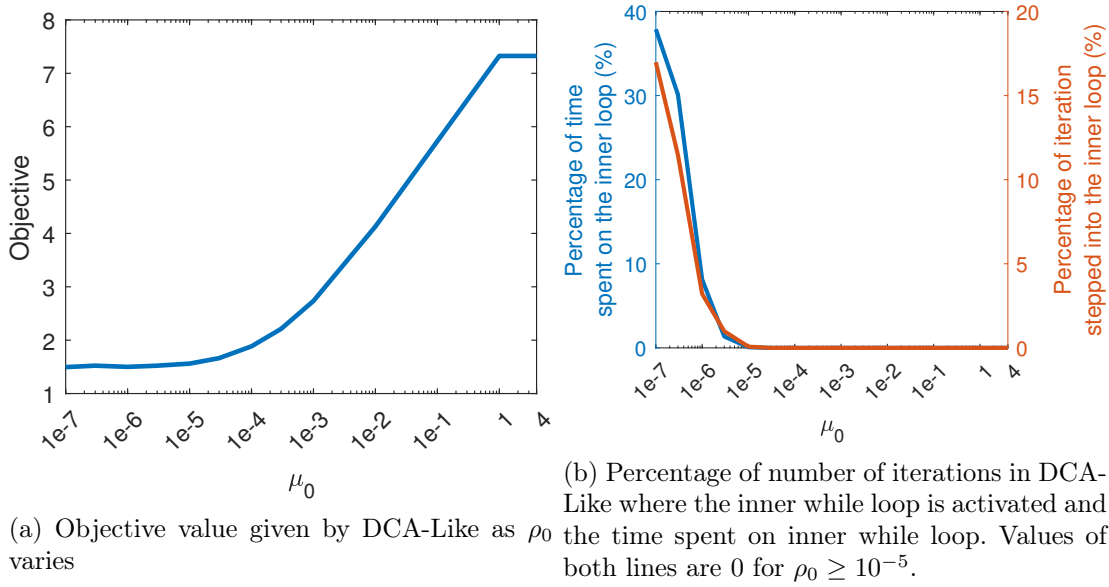 8
7
6
5
4
3
2
1
Objective
1e-7
1e-6
1e-5
1e-4
1e-3
1e-2
1e-1
1
4
μ0
(a) Objective value given by DCA-Like as ρ0
varies
40
30
20
10
0
Percentage of time
spent on the inner loop (%)
20
15
10
5
0
Percentage of iteration
stepped into the inner loop (%)
1e-7
1e-6
1e-5
1e-4
1e-3
1e-2
1e-1
1
4
μ0
(b) Percentage of number of iterations in DCA-
Like where the inner while loop is activated and
the time spent on inner while loop. Values of
both lines are 0 for ρ0 ≥ 10−5.